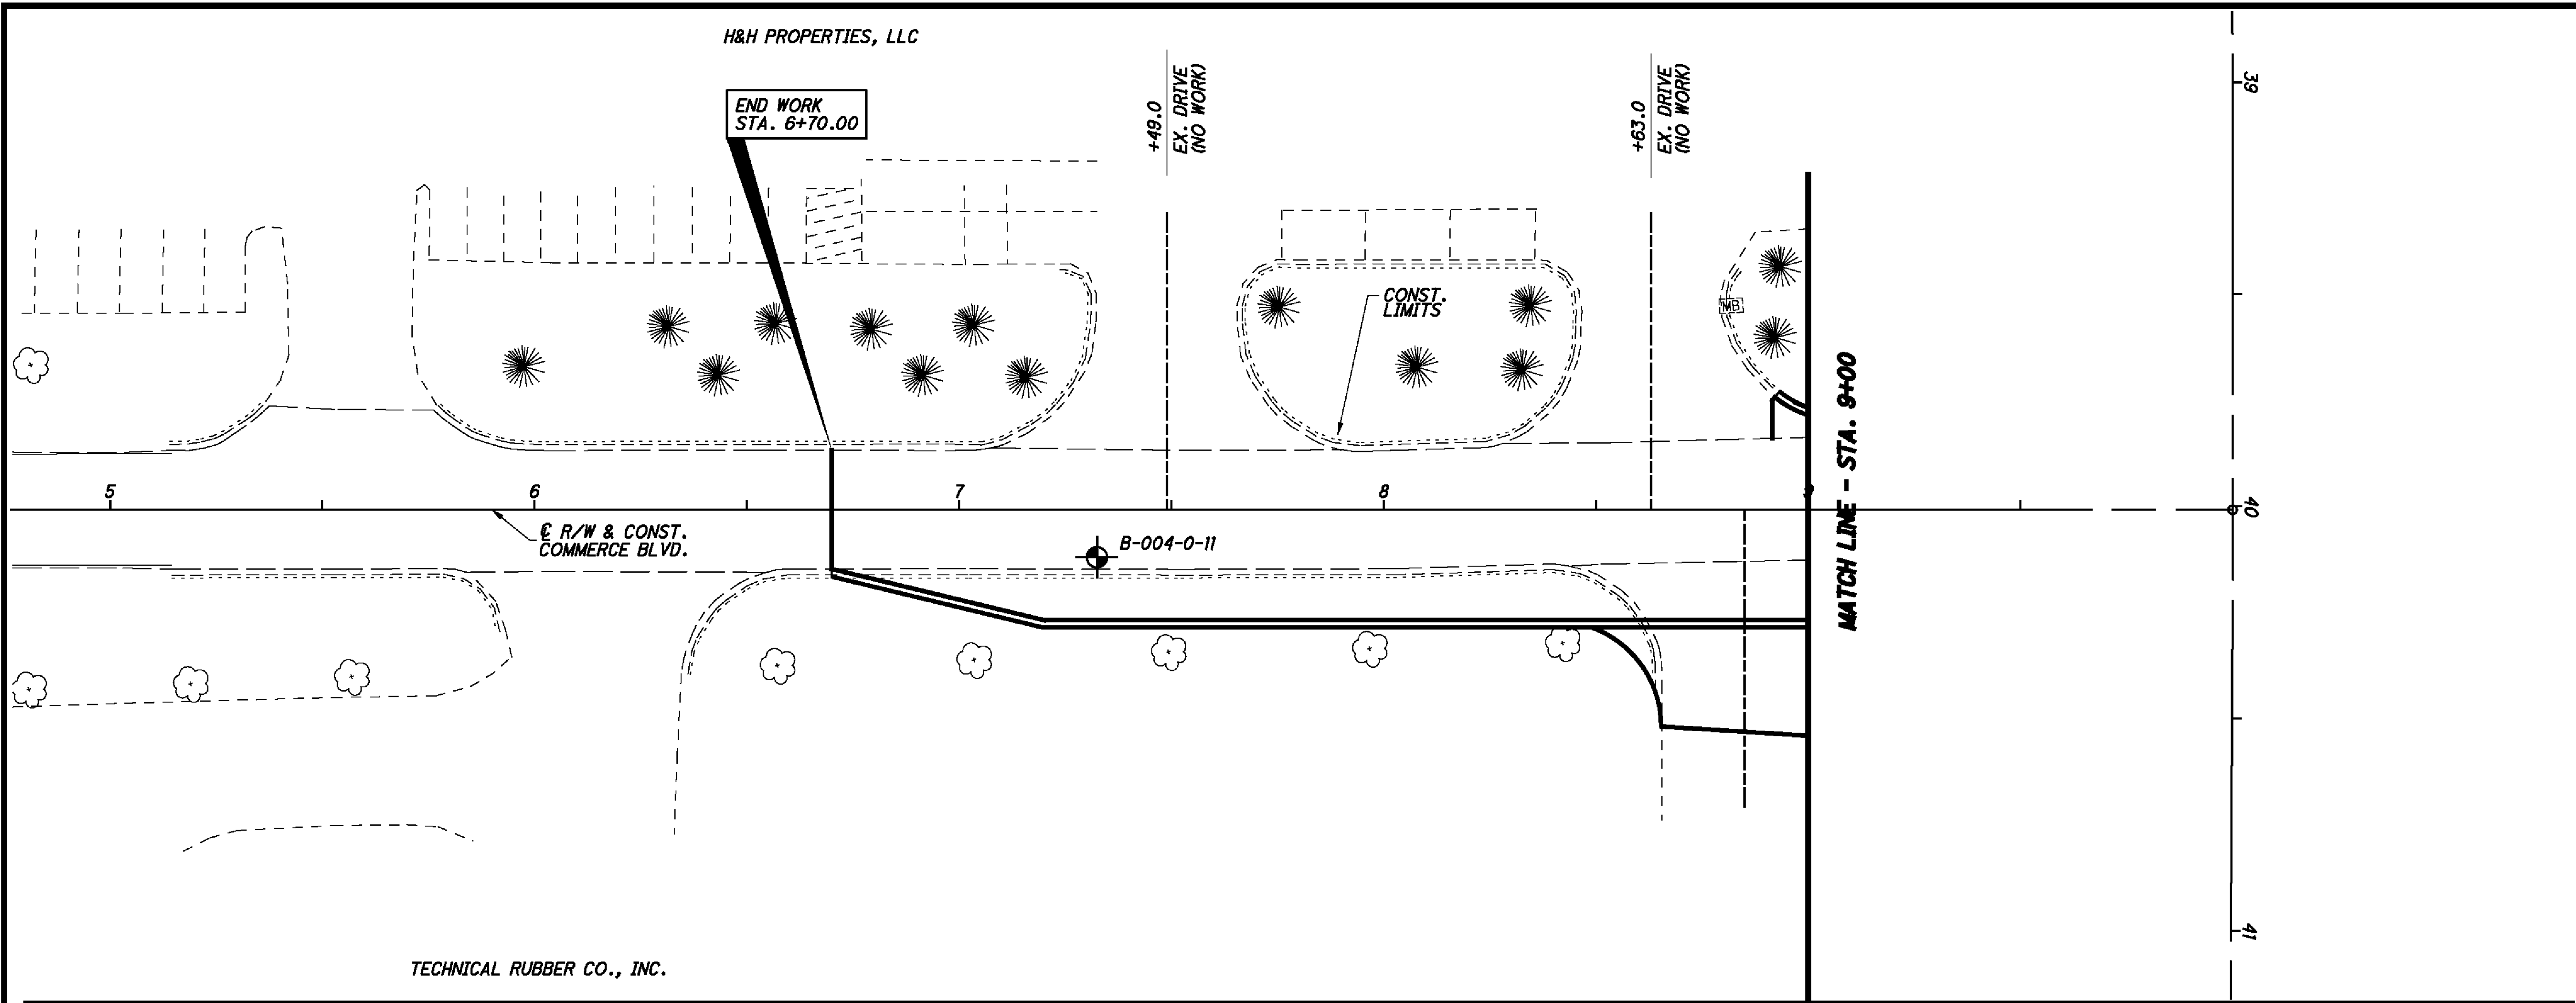 H&H PROPERTIES, LLC
END WORK
STA. 6+70.00
+49.0
EX. DRIVE
(NO WORK)
+63.0
EX. DRIVE
(NO WORK)
39
CONST.
LIMITS
MB
MATCH LINE - STA. 9+00
5
6
7
8
9
40
℄ R/W & CONST.
COMMERCE BLVD.
B-004-0-11
41
TECHNICAL RUBBER CO., INC.